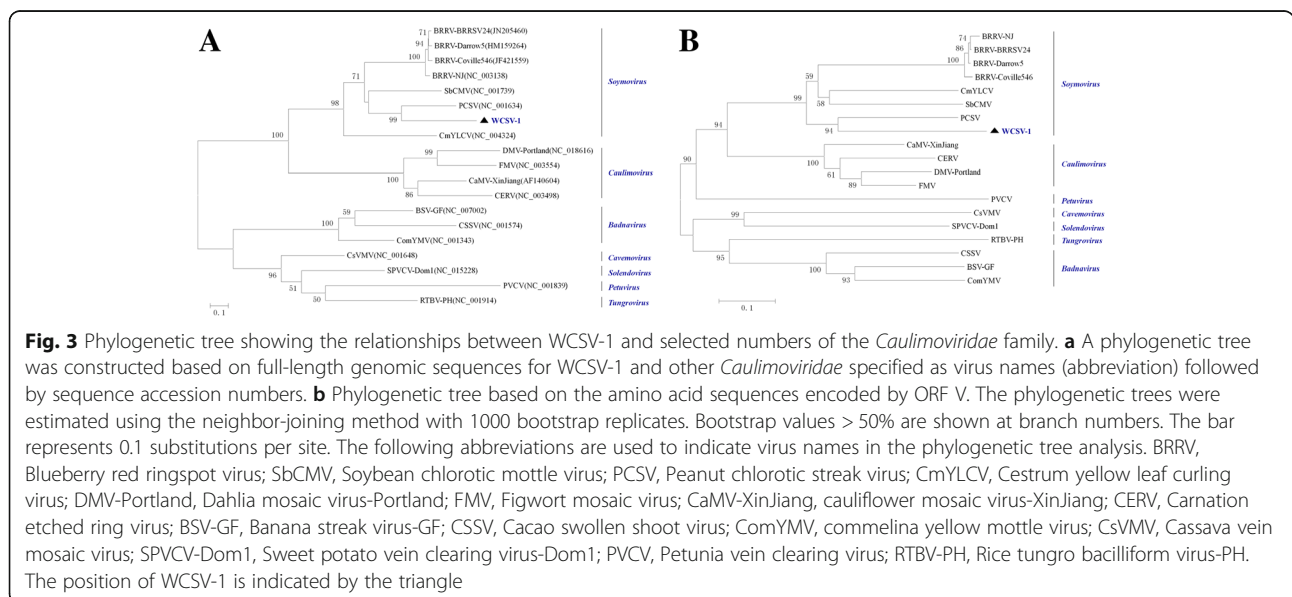 A
71
BRRV-BRRSV24(JN205460)
94
BRRV-Darrow5(HM159264)
100
BRRV-Coville546(JF421559)
71
BRRV-NJ(NC_003138)
Soymovirus
SbCMV(NC_001739)
98
PCSV(NC_001634)
99
WCSV-1
100
CmYLCV(NC_004324)
99
DMV-Portland(NC_018616)
FMV(NC_003554)
100
Caulimovirus
CaMV-XinJiang(AF140604)
86
CERV(NC_003498)
59
BSV-GF(NC_007002)
100
CSSV(NC_001574)
Badnavirus
ComYMV(NC_001343)
CsVMV(NC_001648)
Cavemovirus
96
SPVCV-Dom1(NC_015228)
Solendovirus
51
PVCV(NC_001839)
Petuvirus
50
RTBV-PH(NC_001914)
Tungrovirus
0.1
B
74
BRRV-NJ
86
BRRV-BRRSV24
100
BRRV-Darrow5
59
BRRV-Coville546
Soymovirus
CmYLCV
99
58
SbCMV
PCSV
94
94
WCSV-1
CaMV-XinJiang
100
CERV
Caulimovirus
61
DMV-Portland
90
89
FMV
PVCV
Petuvirus
99
CsVMV
Cavemovirus
SPVCV-Dom1
Solendovirus
RTBV-PH
Tungrovirus
95
CSSV
100
BSV-GF
Badnavirus
93
ComYMV
0.1
Fig. 3 Phylogenetic tree showing the relationships between WCSV-1 and selected numbers of the Caulimoviridae family. a A phylogenetic tree
was constructed based on full-length genomic sequences for WCSV-1 and other Caulimoviridae specified as virus names (abbreviation) followed
by sequence accession numbers. b Phylogenetic tree based on the amino acid sequences encoded by ORF V. The phylogenetic trees were
estimated using the neighbor-joining method with 1000 bootstrap replicates. Bootstrap values > 50% are shown at branch numbers. The bar
represents 0.1 substitutions per site. The following abbreviations are used to indicate virus names in the phylogenetic tree analysis. BRRV,
Blueberry red ringspot virus; SbCMV, Soybean chlorotic mottle virus; PCSV, Peanut chlorotic streak virus; CmYLCV, Cestrum yellow leaf curling
virus; DMV-Portland, Dahlia mosaic virus-Portland; FMV, Figwort mosaic virus; CaMV-XinJiang, cauliflower mosaic virus-XinJiang; CERV, Carnation
etched ring virus; BSV-GF, Banana streak virus-GF; CSSV, Cacao swollen shoot virus; ComYMV, commelina yellow mottle virus; CsVMV, Cassava vein
mosaic virus; SPVCV-Dom1, Sweet potato vein clearing virus-Dom1; PVCV, Petunia vein clearing virus; RTBV-PH, Rice tungro bacilliform virus-PH.
The position of WCSV-1 is indicated by the triangle